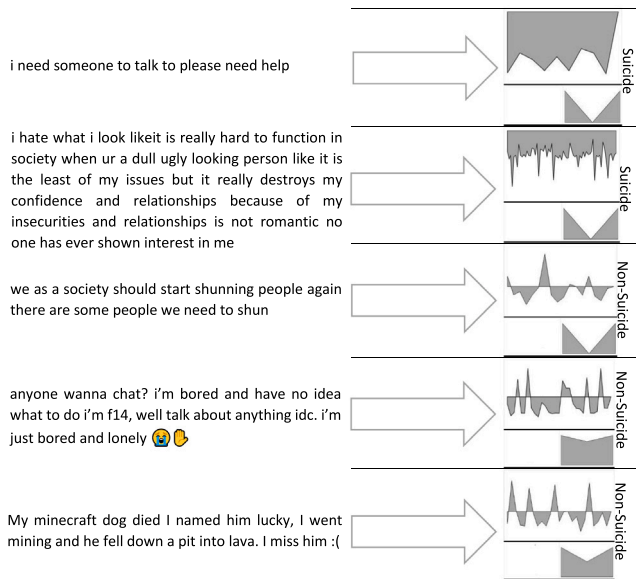 i need someone to talk to please need help
Suicide
i hate what i look likeit is really hard to function in
society when ur a dull ugly looking person like it is
the least of my issues but it really destroys my
confidence and relationships because of my
insecurities and relationships is not romantic no
one has ever shown interest in me
Suicide
we as a society should start shunning people again
there are some people we need to shun
Non-Suicide
anyone wanna chat? i’m bored and have no idea
what to do i’m f14, well talk about anything idc. i’m
just bored and lonely 😭✋
Non-Suicide
My minecraft dog died I named him lucky, I went
mining and he fell down a pit into lava. I miss him :(
Non-Suicide